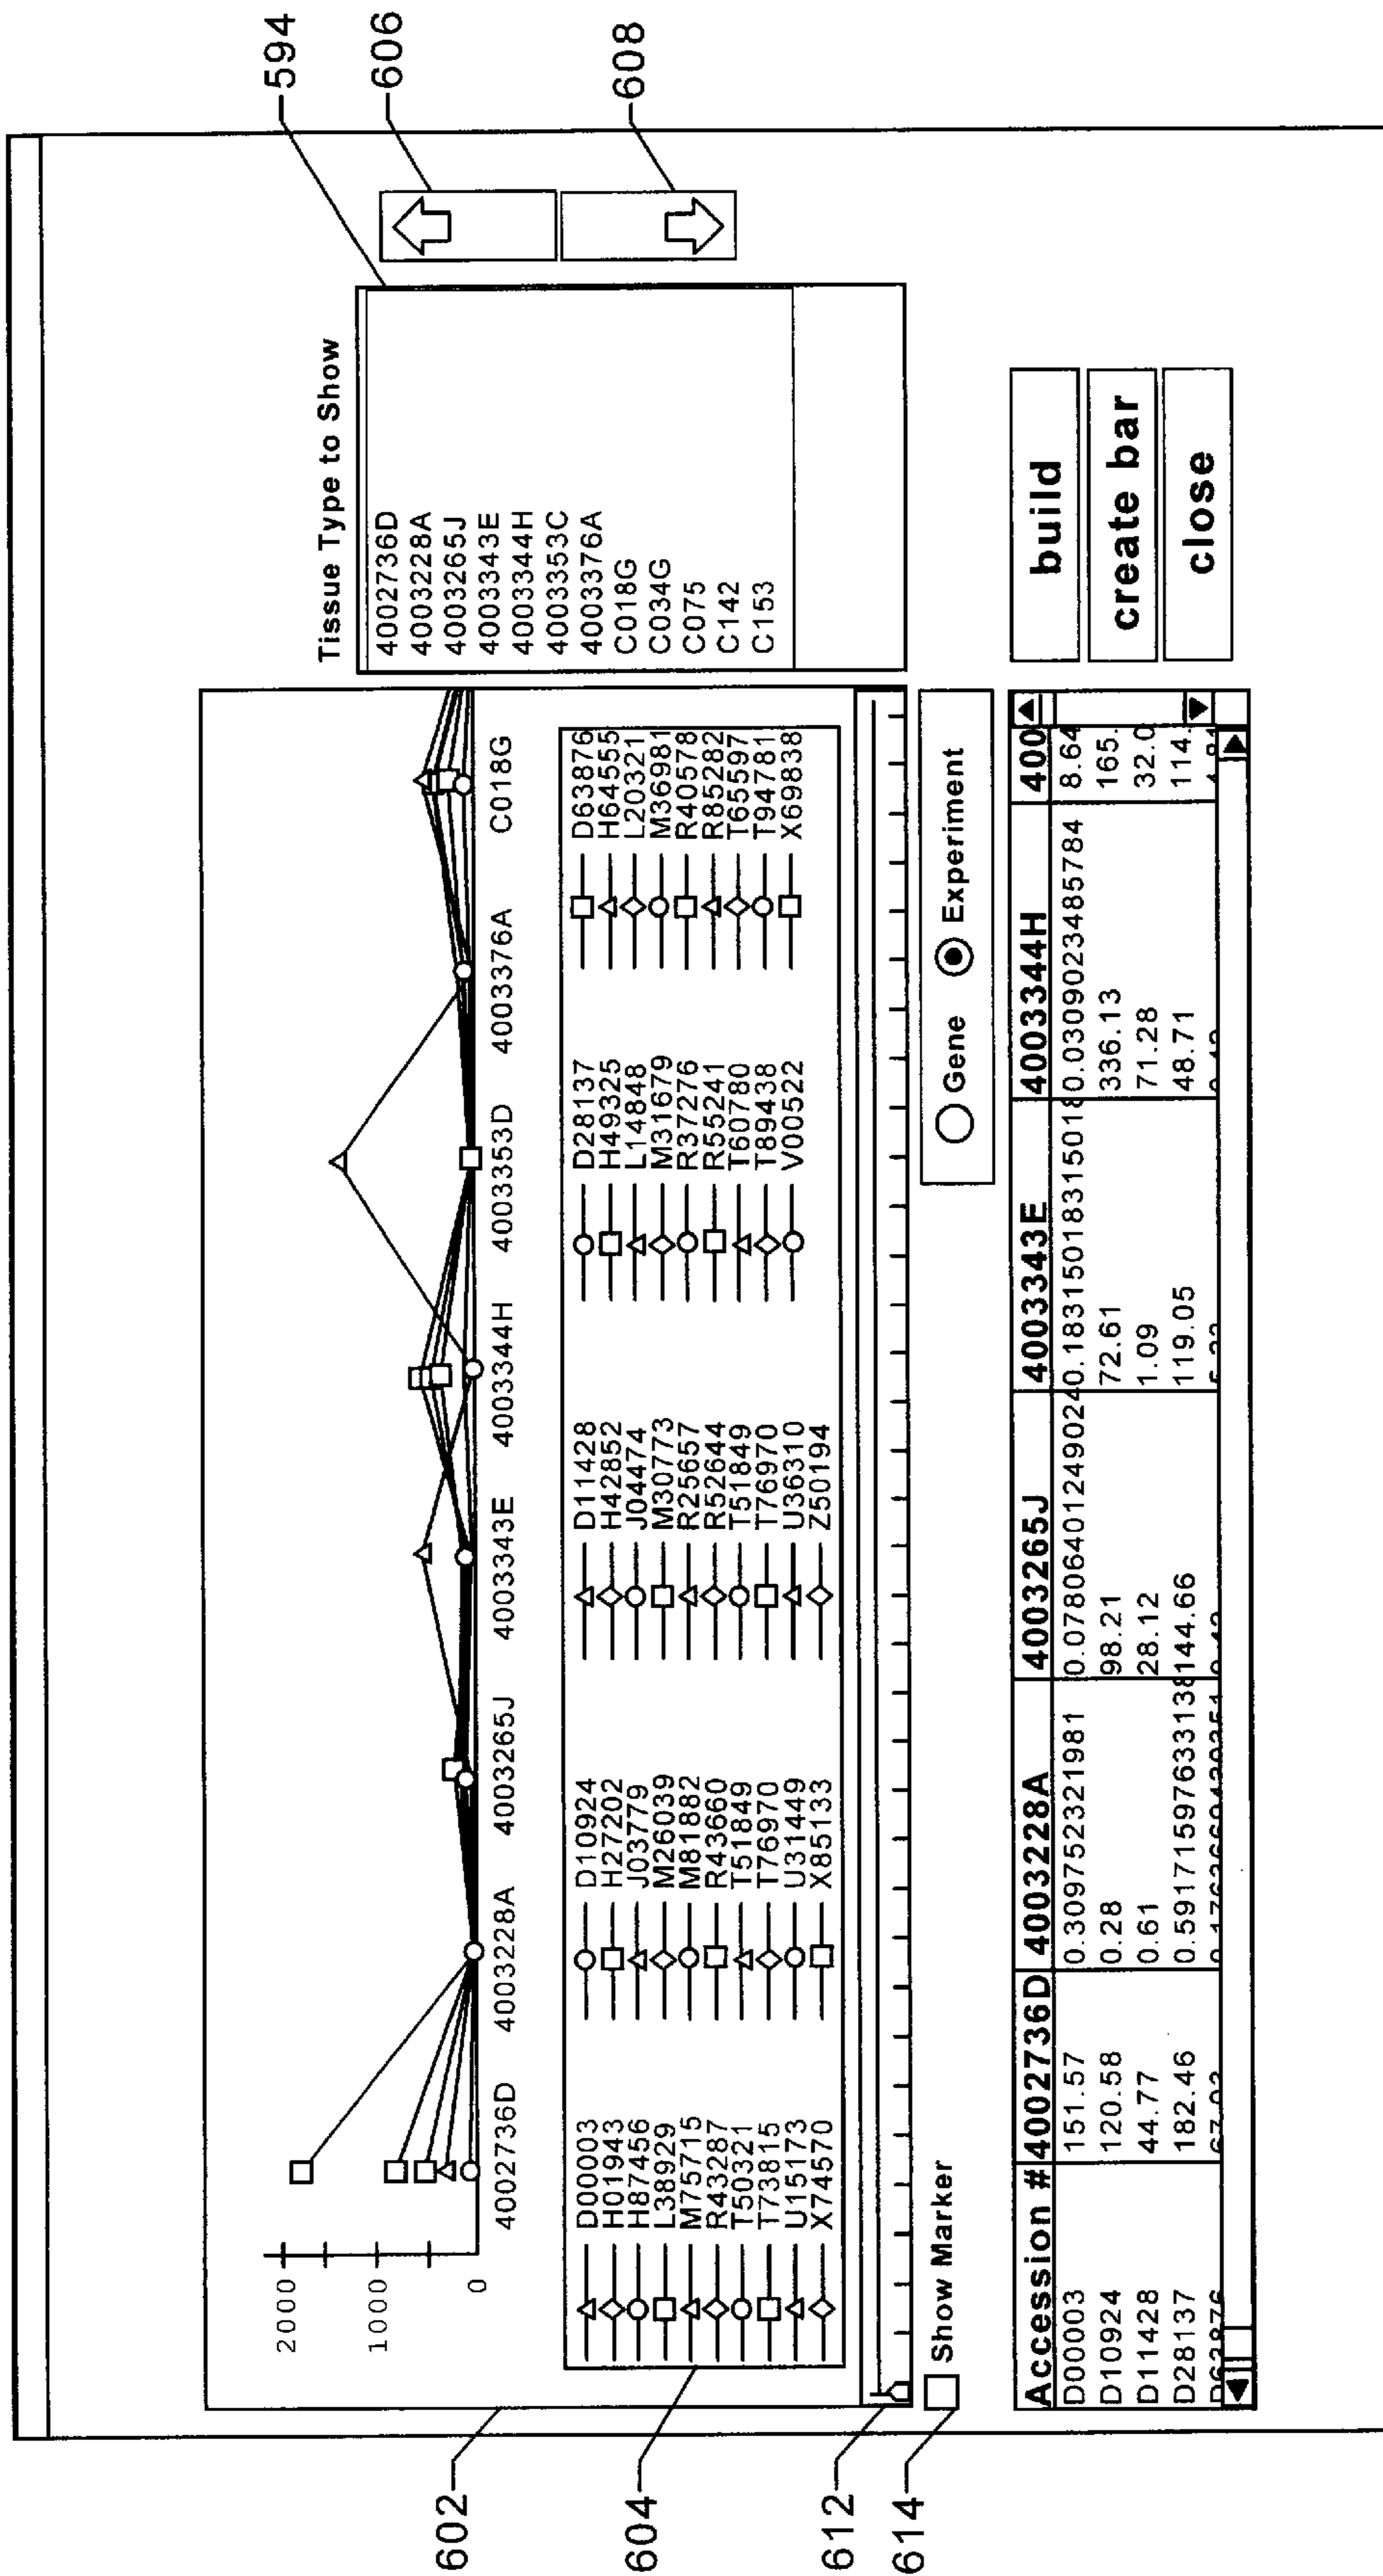 594
606
608
602
604
612
614
2000
1000
0
4002736D 4003228A 4003265J 4003343E 4003344H 4003353D 4003376A C018G
D00003 D10924 D11428 D28137 D63876
H01943 H27202 H42852 H49325 H64555
H87456 J03779 J04474 L14848 L20321
L38929 M26039 M30773 M31679 M36981
M75715 M81882 R25657 R37276 R40578
R43287 R43660 R52644 R55241 R85282
T50321 T51849 T51849 T60780 T65597
T73815 T76970 T76970 T89438 T94781
U15173 U31449 U36310 V00522 X69838
X74570 X85133 Z50194
Tissue Type to Show
4002736D
4003228A
4003265J
4003343E
4003344H
4003353C
4003376A
C018G
C034G
C075
C142
C153
Show Marker
Gene Experiment
Accession # 4002736D 4003228A 4003265J 4003343E 4003344H 400
D00003 151.57 0.309752321981 0.0780640124902４0.18315018315018 0.0309023485784 8.64
D10924 120.58 0.28 98.21 72.61 336.13 165.
D11428 44.77 0.61 28.12 1.09 71.28 32.0
D28137 182.46 0.59171597633138 144.66 119.05 48.71 114.
build
create bar
close